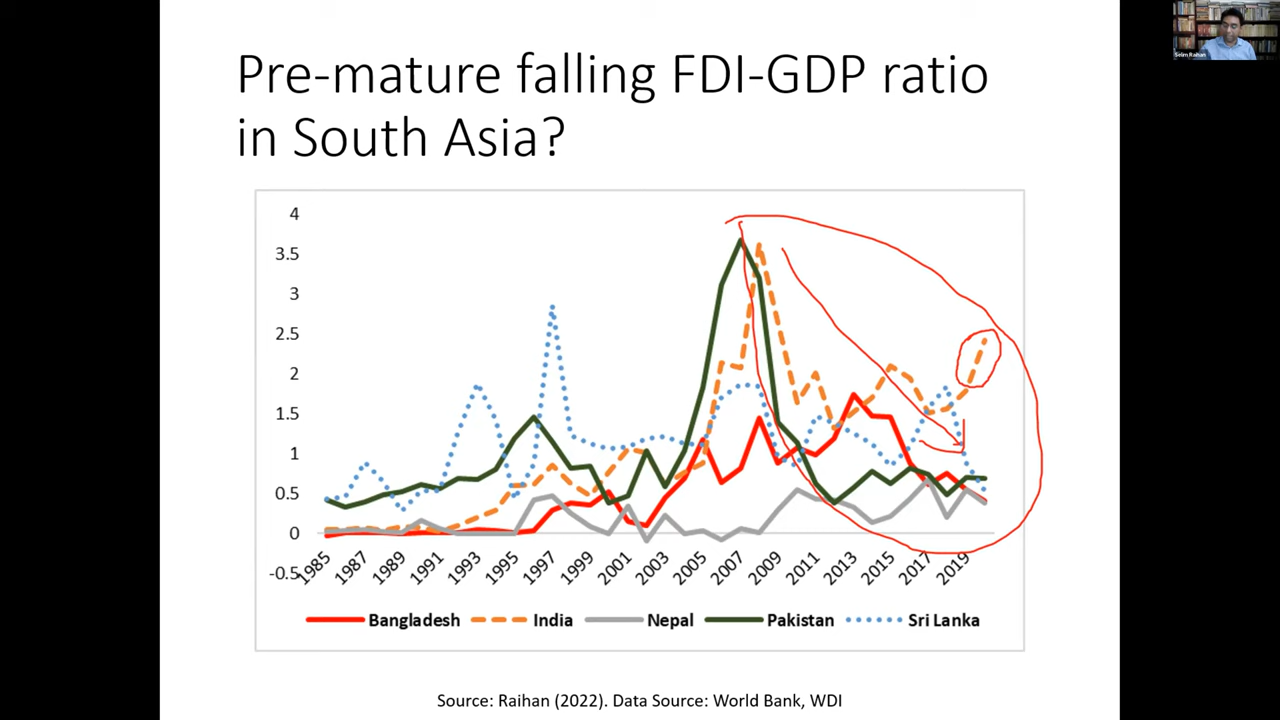 Selim Raihan
Pre-mature falling FDI-GDP ratio
in South Asia?
4
3.5
3
2.5
2
1.5
1
0.5
0
-0.5
1985 1987 1989 1991 1993 1995 1997 1999 2001 2003 2005 2007 2009 2011 2013 2015 2017 2019
Bangladesh India Nepal Pakistan Sri Lanka
Source: Raihan (2022). Data Source: World Bank, WDI